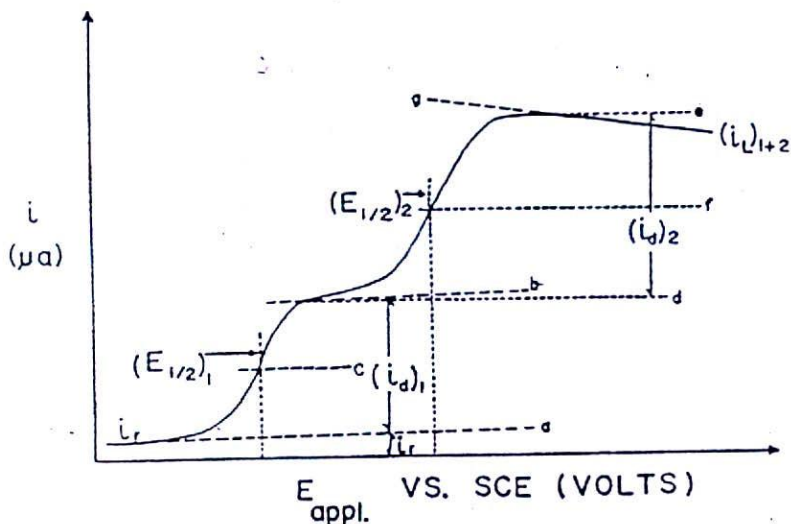 g
e
(i_L)_{1+2}
(E_{1/2})_2
f
i
(μa)
(i_d)_2
b
d
(E_{1/2})_1
c
(i_d)_1
i_r
a
i_r
E_{appl.} VS. SCE (VOLTS)